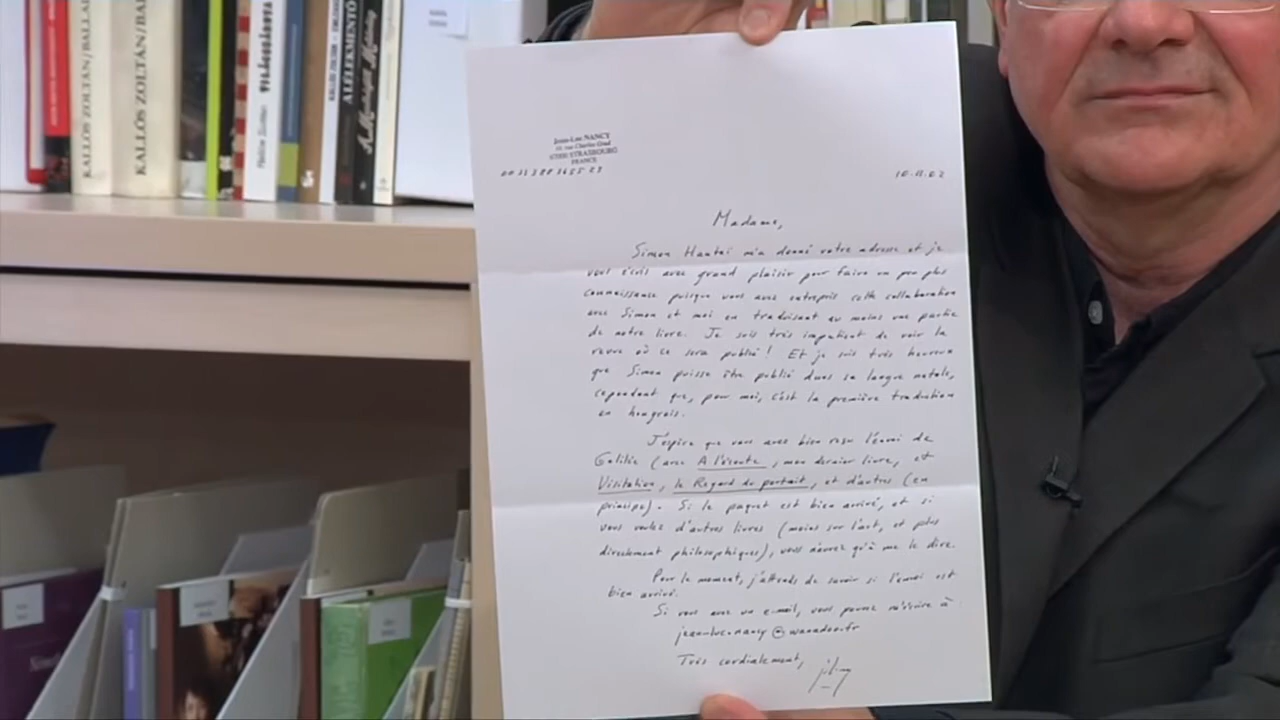 KALLÓS ZOLTÁN/BALLAD
KALLÓS ZOLTÁN/BALLAD
Jean-Luc NANCY
rue Charles Grad
67000 STRASBOURG
FRANCE
10.11.02
Madame,
Simon Hantaï m'a donné votre adresse et je
vous écris avec grand plaisir pour faire un peu plus
connaissance puisque vous avez entrepris cette collaboration
avec Simon et moi en traduisant au moins une partie
de notre livre. Je suis très impatient de voir la
revue où ce sera publié ! Et je suis très heureux
que Simon puisse être publié dans sa langue natale,
cependant que, pour moi, c'est la première traduction
en hongrois.
J'espère que vous avez bien reçu l'envoi de
Galilée (avec A l'écoute, mon dernier livre, et
Visitation, le Regard du portrait, et d'autres (en
principe). Si le paquet est bien arrivé, et si
vous voulez d'autres livres (moins sur l'art, et plus
directement philosophiques), vous n'avez qu'à me le dire.
Pour le moment, j'attends de savoir si l'envoi est
bien arrivé.
Si vous avez un e.mail, vous pouvez m'écrire à :
jean-luc.nancy@wanadoo.fr
Très cordialement,